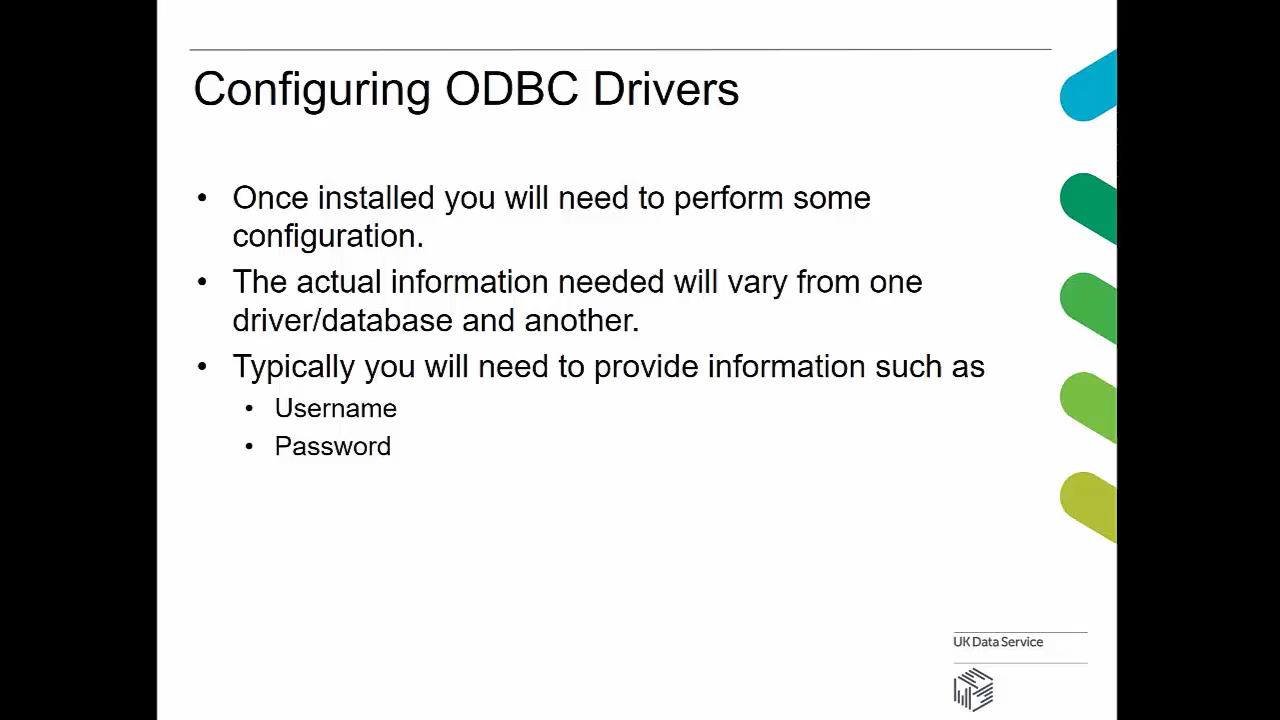 Configuring ODBC Drivers
• Once installed you will need to perform some
configuration.
• The actual information needed will vary from one
driver/database and another.
• Typically you will need to provide information such as
• Username
• Password
UK Data Service